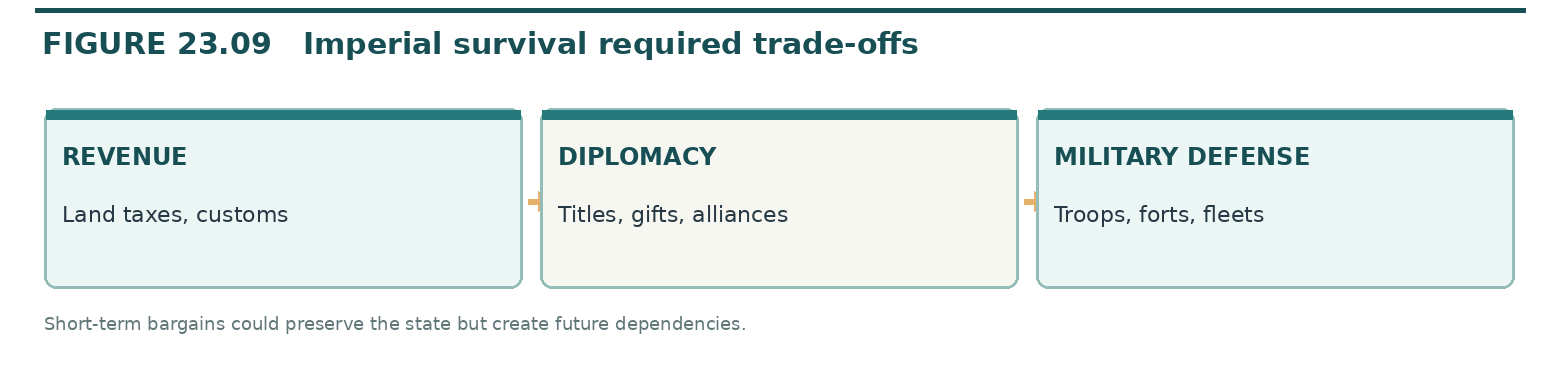 FIGURE 23.09 Imperial survival required trade-offs
REVENUE
Land taxes, customs
DIPLOMACY
Titles, gifts, alliances
MILITARY DEFENSE
Troops, forts, fleets
Short-term bargains could preserve the state but create future dependencies.